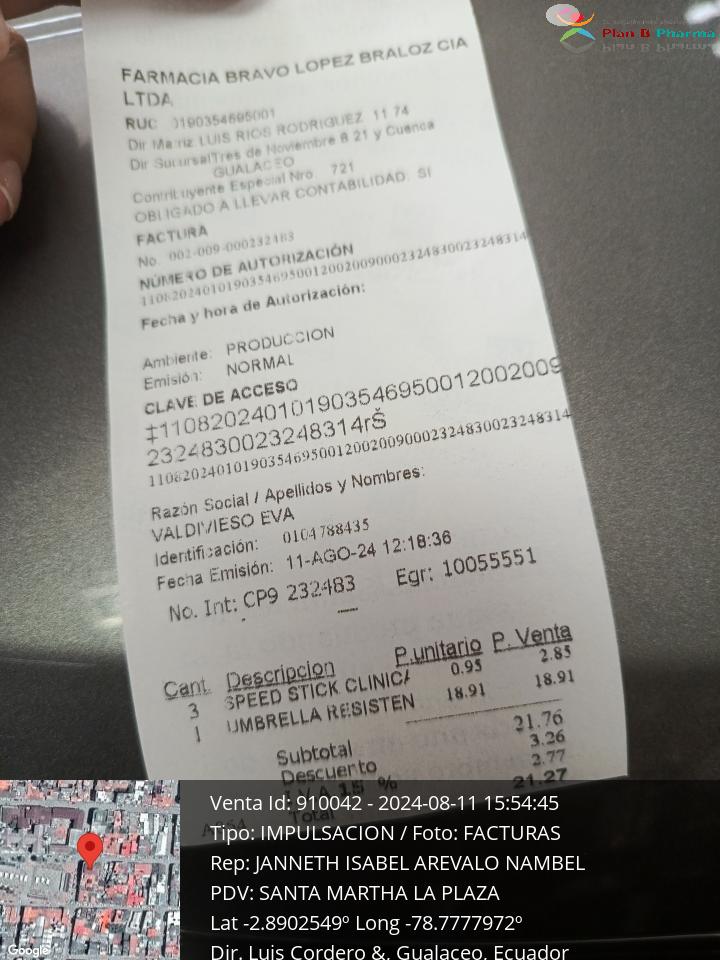 Plan B Pharma
FARMACIA BRAVO LOPEZ BRALOZ CIA
LTDA
RUC 0190354695001
Dir Matriz LUIS RIOS RODRIGUEZ 11 74
Dir SucursalTres de Noviembre 8 21 y Cuenca
GUALACEO
Contribuyente Especial Nro. 721
OBLIGADO A LLEVAR CONTABILIDAD: SI
FACTURA
No. 002-009-000232483
NÚMERO DE AUTORIZACIÓN
1108202401019035469500120020090002324830023248314
Fecha y hora de Autorización:
Ambiente: PRODUCCION
Emisión: NORMAL
CLAVE DE ACCESO
‡110820240101903546950012002009
2324830023248314rŠ
1108202401019035469500120020090002324830023248314
Razón Social / Apellidos y Nombres:
VALDIVIESO EVA
Identificación: 0104788435
Fecha Emisión: 11-AGO-24 12:18:36
No. Int: CP9 232483 Egr: 10055551
Cant. Descripcion P.unitario P. Venta
3 SPEED STICK CLINICA 0.95 2.85
1 UMBRELLA RESISTEN 18.91 18.91
Subtotal 21.76
Descuento 3.26
I.V.A 15 % 2.77
Total 21.27
Venta Id: 910042 - 2024-08-11 15:54:45
Tipo: IMPULSACION / Foto: FACTURAS
Rep: JANNETH ISABEL AREVALO NAMBEL
PDV: SANTA MARTHA LA PLAZA
Lat -2.8902549º Long -78.7777972º
Dir. Luis Cordero &, Gualaceo, Ecuador
Google